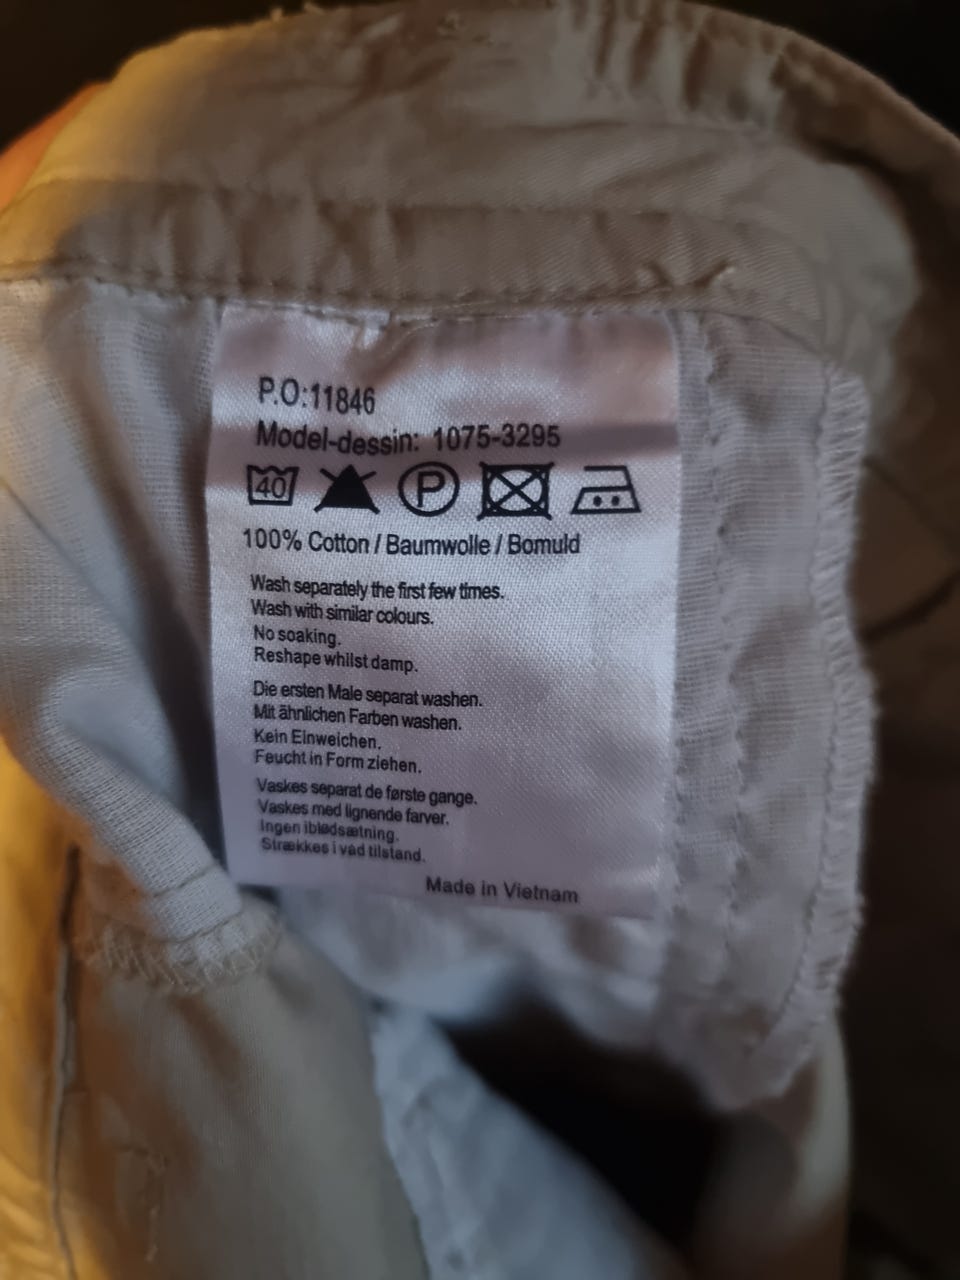 P.O:11846
Model-dessin: 1075-3295
40 P
100% Cotton / Baumwolle / Bomuld
Wash separately the first few times.
Wash with similar colours.
No soaking.
Reshape whilst damp.
Die ersten Male separat washen.
Mit ähnlichen Farben washen.
Kein Einweichen.
Feucht in Form ziehen.
Vaskes separat de første gange.
Vaskes med lignende farver.
Ingen iblødsætning.
Strækkes i våd tilstand.
Made in Vietnam